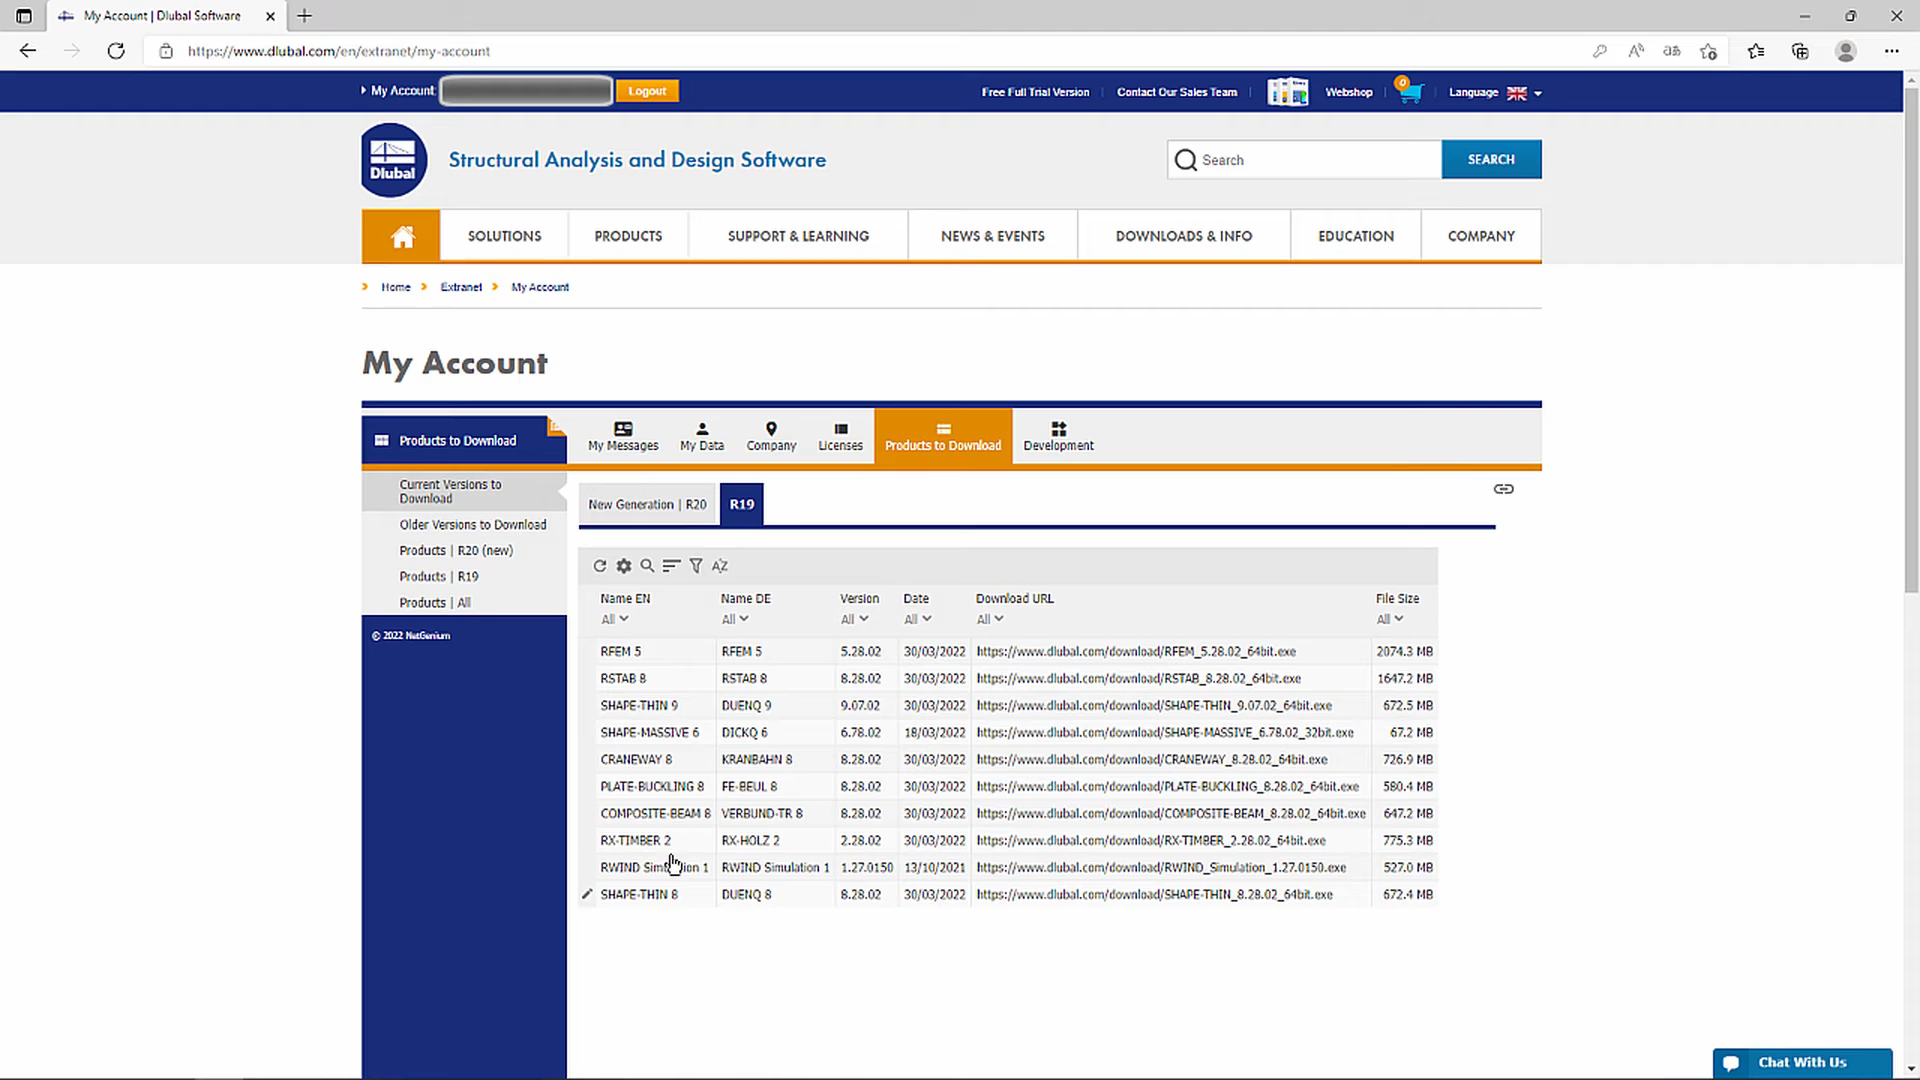 My Account | Dlubal Software
https://www.dlubal.com/en/extranet/my-account
My Account
Logout
Free Full Trial Version
Contact Our Sales Team
Webshop
0
Language
Dlubal
Structural Analysis and Design Software
Search
SEARCH
SOLUTIONS
PRODUCTS
SUPPORT & LEARNING
NEWS & EVENTS
DOWNLOADS & INFO
EDUCATION
COMPANY
Home
Extranet
My Account
My Account
Products to Download
My Messages
My Data
Company
Licenses
Products to Download
Development
Current Versions to
Download
Older Versions to Download
Products | R20 (new)
Products | R19
Products | All
© 2022 NetGenium
New Generation | R20
R19
Name EN Name DE Version Date Download URL File Size
All All All All All All
RFEM 5 RFEM 5 5.28.02 30/03/2022 https://www.dlubal.com/download/RFEM_5.28.02_64bit.exe 2074.3 MB
RSTAB 8 RSTAB 8 8.28.02 30/03/2022 https://www.dlubal.com/download/RSTAB_8.28.02_64bit.exe 1647.2 MB
SHAPE-THIN 9 DUENQ 9 9.07.02 30/03/2022 https://www.dlubal.com/download/SHAPE-THIN_9.07.02_64bit.exe 672.5 MB
SHAPE-MASSIVE 6 DICKQ 6 6.78.02 18/03/2022 https://www.dlubal.com/download/SHAPE-MASSIVE_6.78.02_32bit.exe 67.2 MB
CRANEWAY 8 KRANBAHN 8 8.28.02 30/03/2022 https://www.dlubal.com/download/CRANEWAY_8.28.02_64bit.exe 726.9 MB
PLATE-BUCKLING 8 FE-BEUL 8 8.28.02 30/03/2022 https://www.dlubal.com/download/PLATE-BUCKLING_8.28.02_64bit.exe 580.4 MB
COMPOSITE-BEAM 8 VERBUND-TR 8 8.28.02 30/03/2022 https://www.dlubal.com/download/COMPOSITE-BEAM_8.28.02_64bit.exe 647.2 MB
RX-TIMBER 2 RX-HOLZ 2 2.28.02 30/03/2022 https://www.dlubal.com/download/RX-TIMBER_2.28.02_64bit.exe 775.3 MB
RWIND Simulation 1 RWIND Simulation 1 1.27.0150 13/10/2021 https://www.dlubal.com/download/RWIND_Simulation_1.27.0150.exe 527.0 MB
SHAPE-THIN 8 DUENQ 8 8.28.02 30/03/2022 https://www.dlubal.com/download/SHAPE-THIN_8.28.02_64bit.exe 672.4 MB
Chat With Us